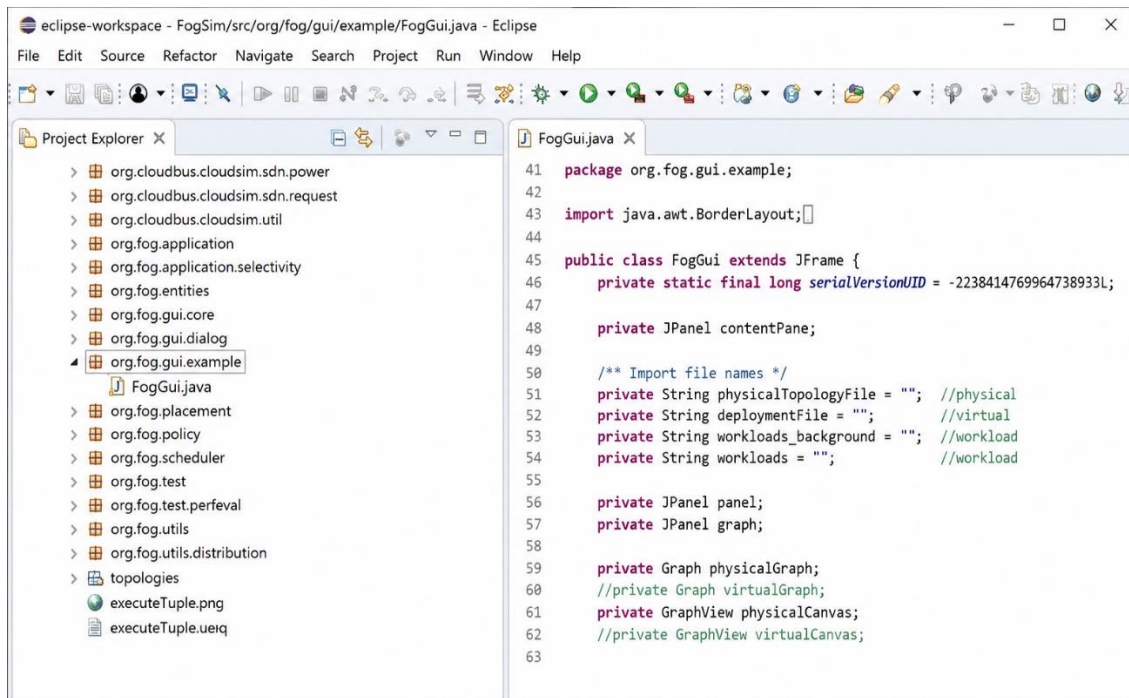 eclipse-workspace - FogSim/src/org/fog/gui/example/FogGui.java - Eclipse
File Edit Source Refactor Navigate Search Project Run Window Help
Project Explorer
org.cloudbus.cloudsim.sdn.power
org.cloudbus.cloudsim.sdn.request
org.cloudbus.cloudsim.util
org.fog.application
org.fog.application.selectivity
org.fog.entities
org.fog.gui.core
org.fog.gui.dialog
org.fog.gui.example
FogGui.java
org.fog.placement
org.fog.policy
org.fog.scheduler
org.fog.test
org.fog.test.perfeval
org.fog.utils
org.fog.utils.distribution
topologies
executeTuple.png
executeTuple.ueıq
FogGui.java
41 package org.fog.gui.example;
42
43 import java.awt.BorderLayout;
44
45 public class FogGui extends JFrame {
46 private static final long serialVersionUID = -2238414769964738933L;
47
48 private JPanel contentPane;
49
50 /** Import file names */
51 private String physicalTopologyFile = ""; //physical
52 private String deploymentFile = ""; //virtual
53 private String workloads_background = ""; //workload
54 private String workloads = ""; //workload
55
56 private JPanel panel;
57 private JPanel graph;
58
59 private Graph physicalGraph;
60 //private Graph virtualGraph;
61 private GraphView physicalCanvas;
62 //private GraphView virtualCanvas;
63